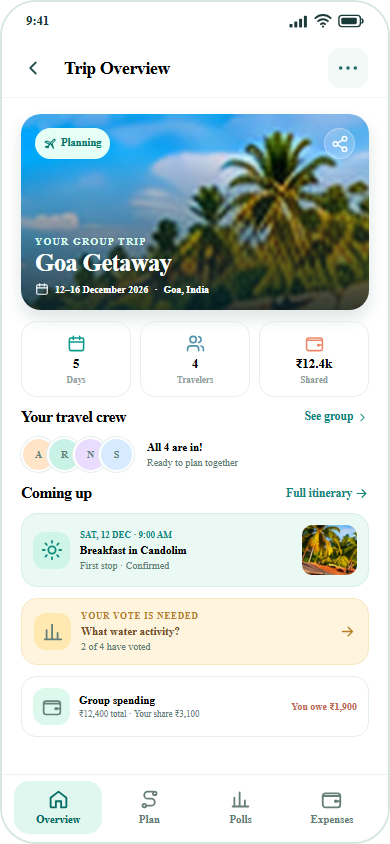 9:41
Trip Overview
Planning
YOUR GROUP TRIP
Goa Getaway
12–16 December 2026 · Goa, India
5
Days
4
Travelers
₹12.4k
Shared
Your travel crew
See group
A R N S
All 4 are in!
Ready to plan together
Coming up
Full itinerary
SAT, 12 DEC · 9:00 AM
Breakfast in Candolim
First stop · Confirmed
YOUR VOTE IS NEEDED
What water activity?
2 of 4 have voted
Group spending
₹12,400 total · Your share ₹3,100
You owe ₹1,900
Overview
Plan
Polls
Expenses